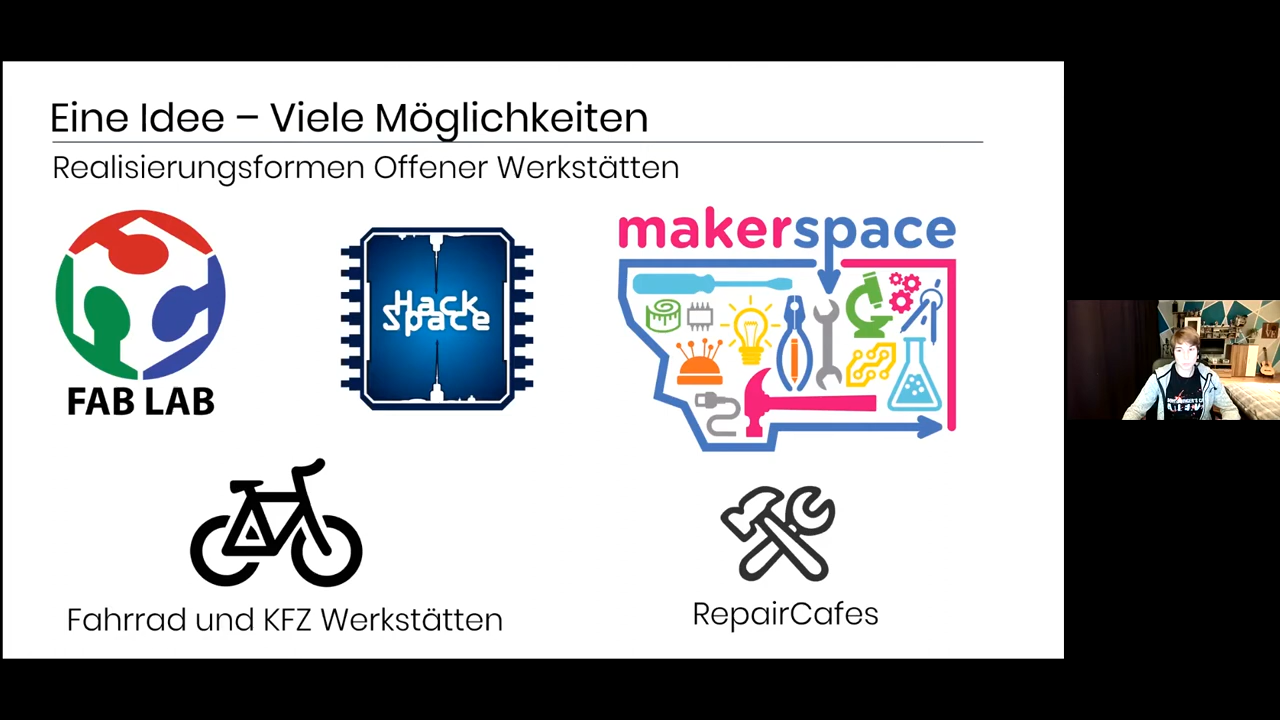 Eine Idee – Viele Möglichkeiten
Realisierungsformen Offener Werkstätten
FAB LAB
Hack
Space
makerspace
Fahrrad und KFZ Werkstätten
RepairCafes